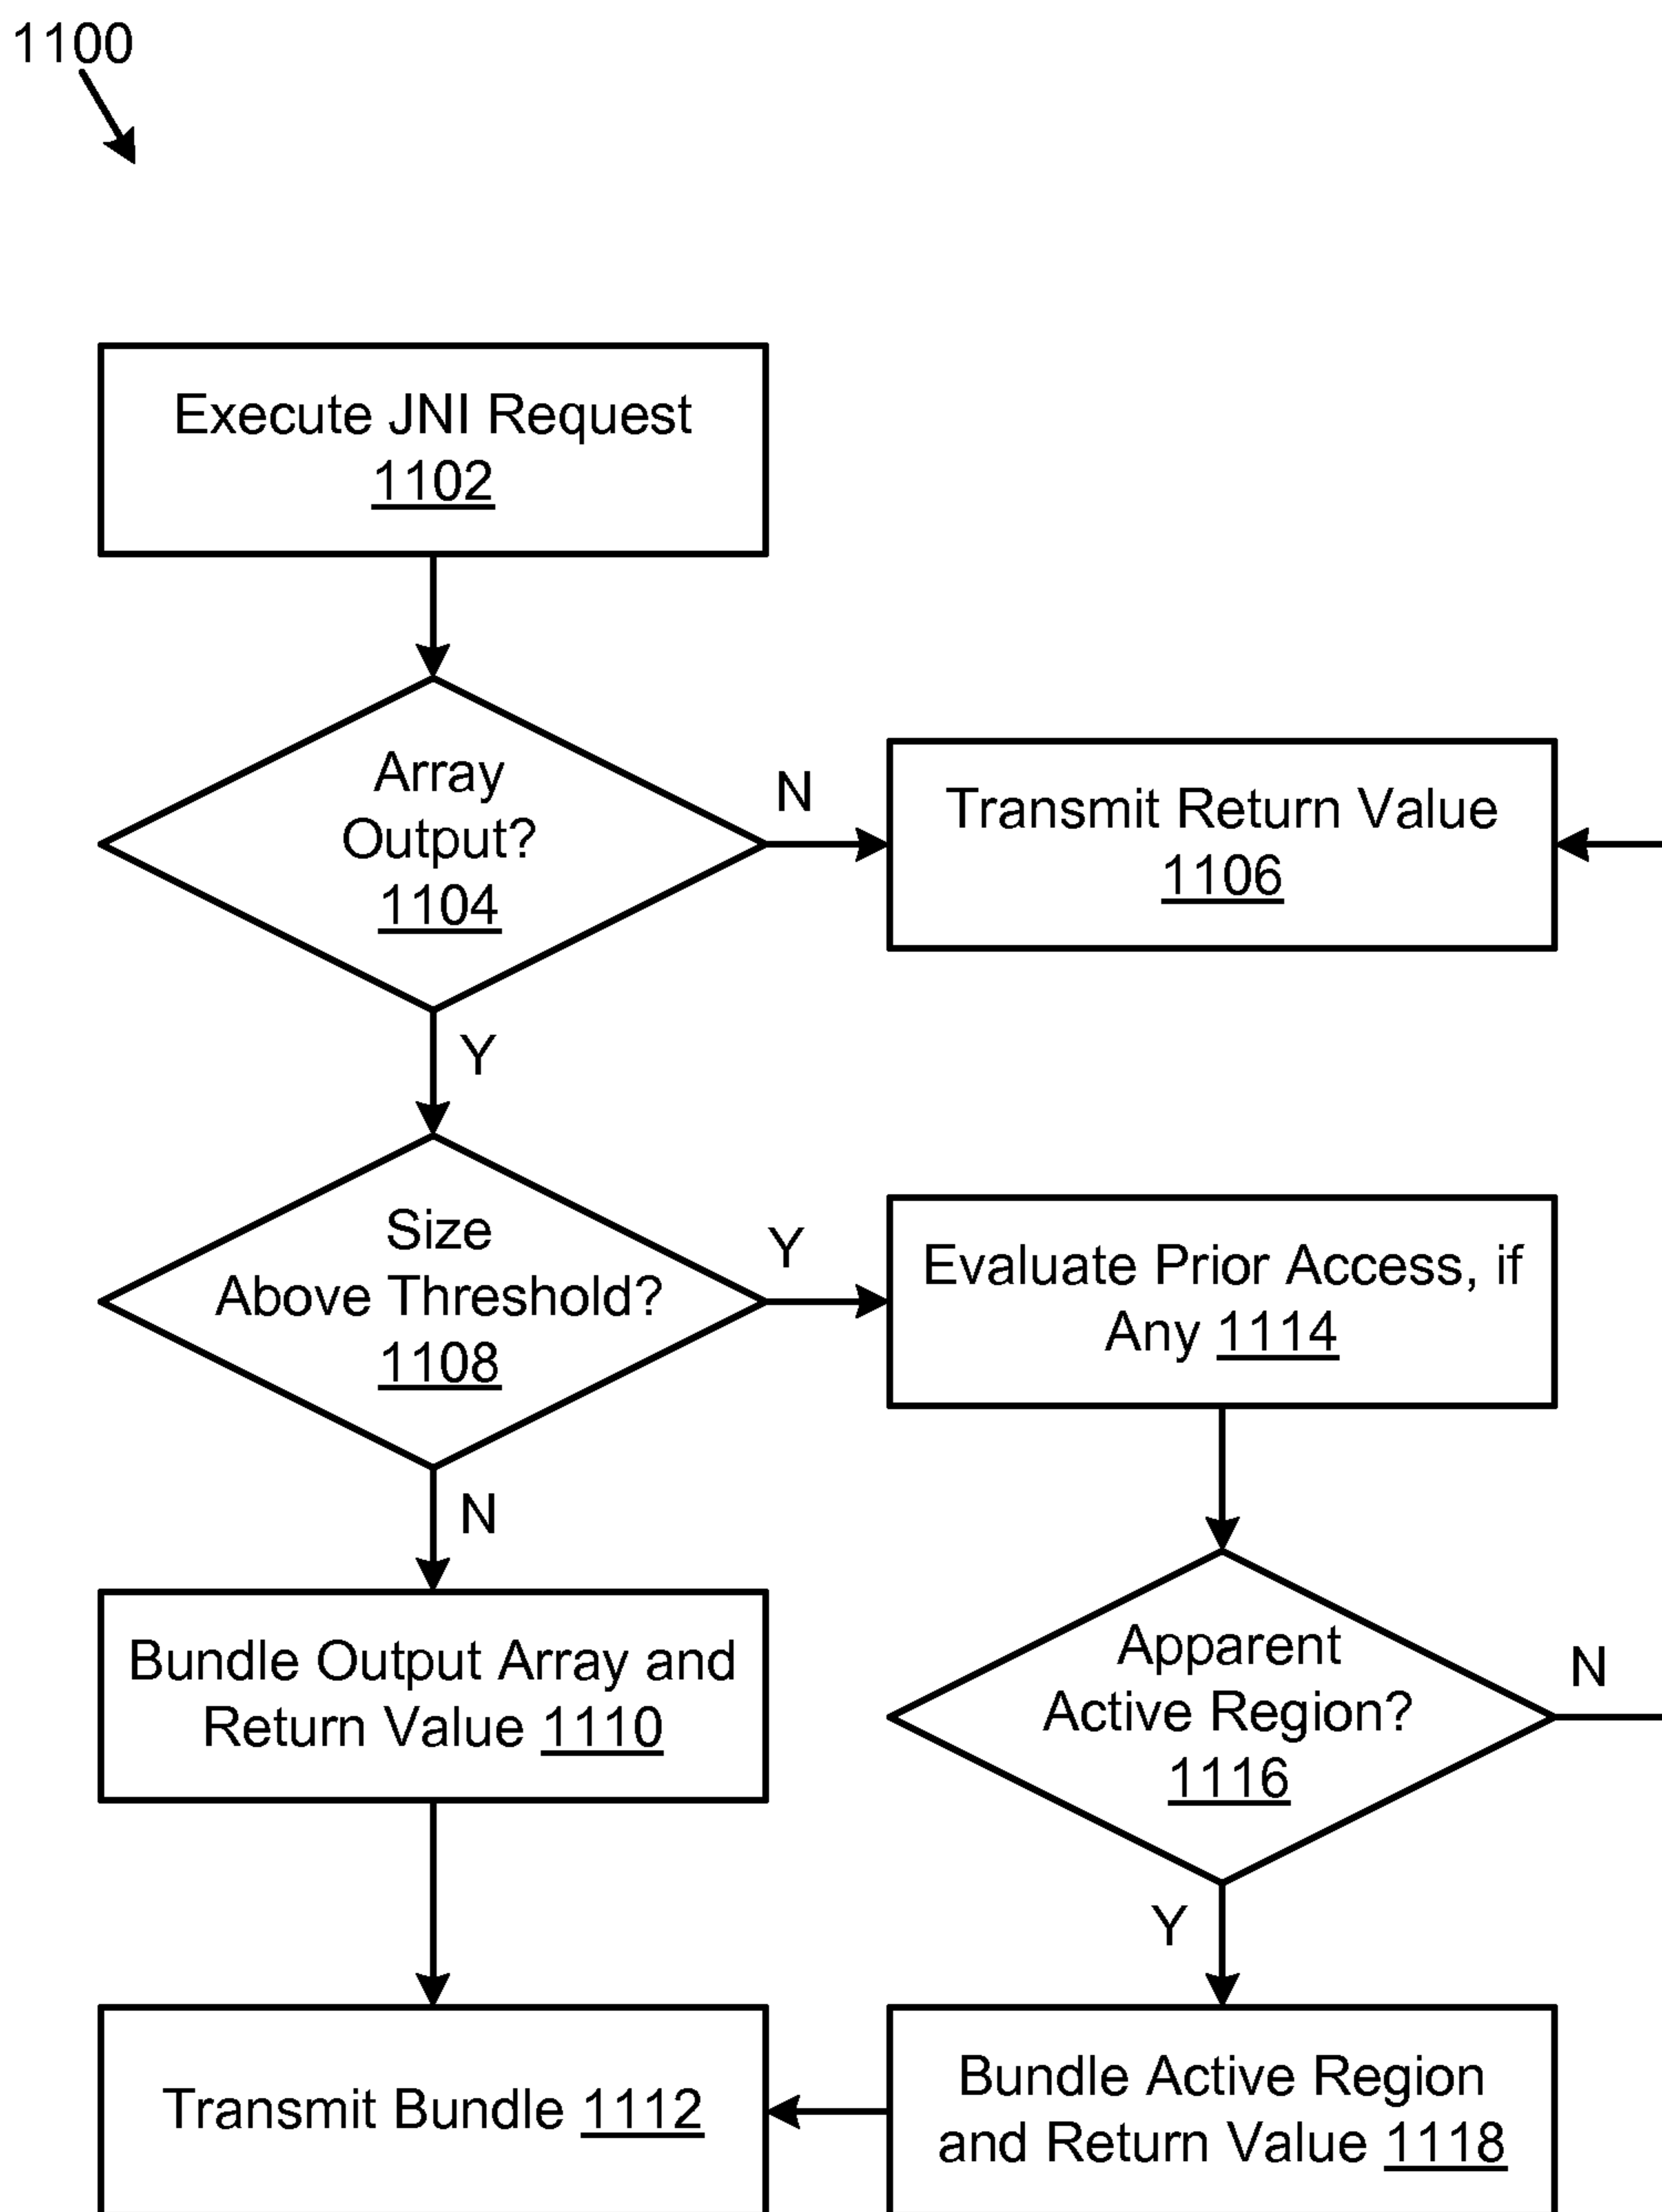 1100
Execute JNI Request
1102
Array
Output?
1104
N
Transmit Return Value
1106
Y
Size
Above Threshold?
1108
Y
Evaluate Prior Access, if
Any 1114
N
Bundle Output Array and
Return Value 1110
Apparent
Active Region?
1116
N
Y
Transmit Bundle 1112
Bundle Active Region
and Return Value 1118